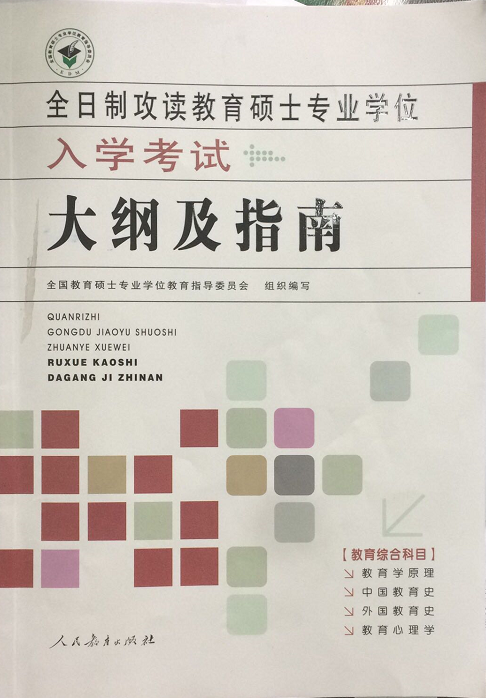 全日制攻读教育硕士专业学位
入学考试
大纲及指南
全国教育硕士专业学位教育指导委员会 组织编写
QUANRIZHI
GONGDU JIAOYU SHUOSHI
ZHUANYE XUEWEI
RUXUE KAOSHI
DAGANG JI ZHINAN
【教育综合科目】
教育学原理
中国教育史
外国教育史
教育心理学
人民教育出版社